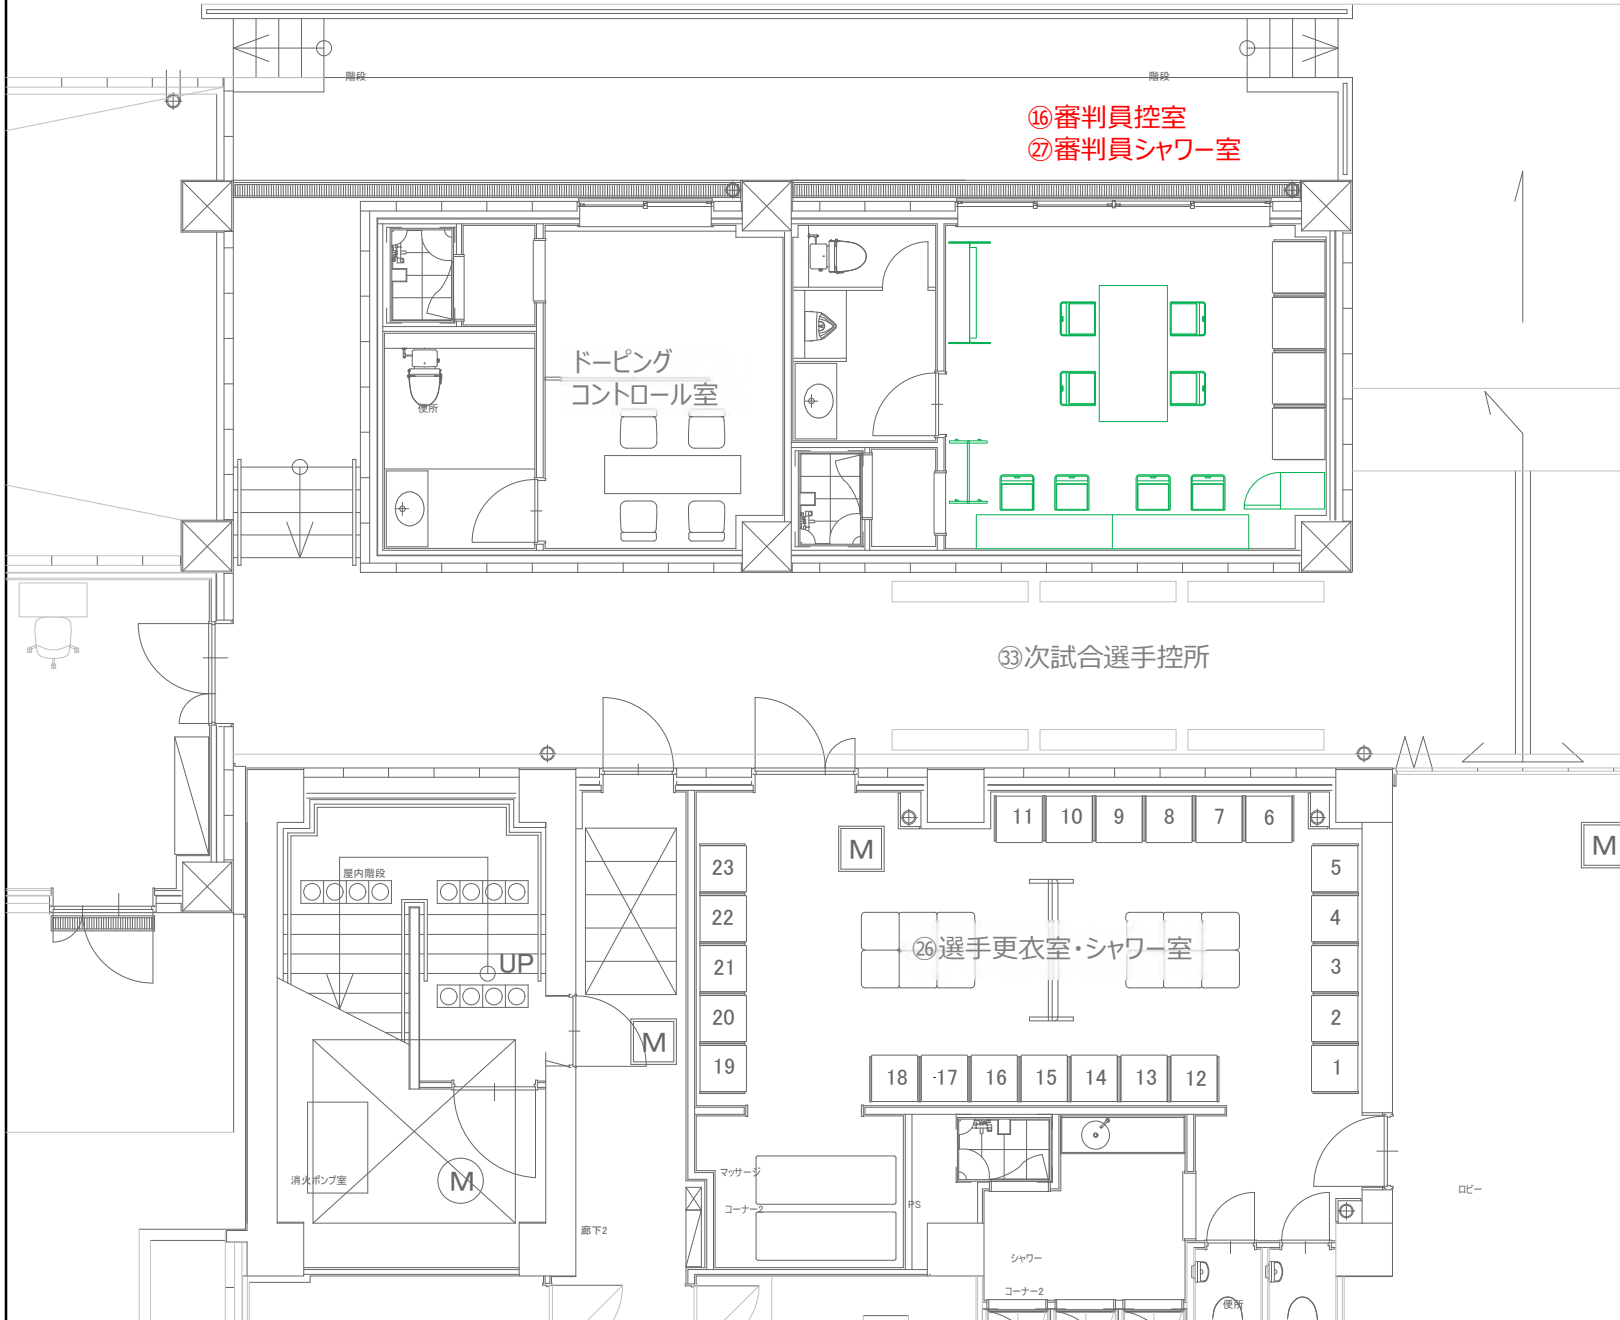 階段
階段
⑯審判員控室
㉗審判員シャワー室
ドーピング
コントロール室
便所
㉝次試合選手控所
11 10 9 8 7 6
M
M
23
22
21
20
19
5
4
3
2
1
屋内階段
UP
㉖選手更衣室・シャワー室
M
18 17 16 15 14 13 12
消火ポンプ室
M
マッサージ
コーナー2
PS
廊下2
シャワー
コーナー2
便所
ロビー